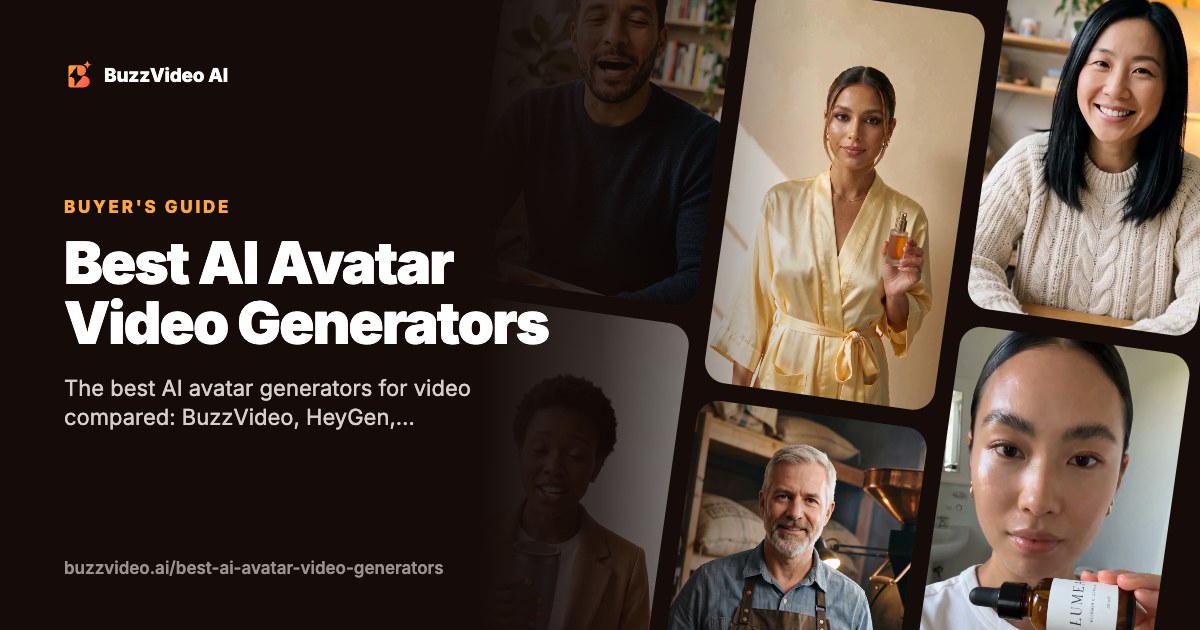 BuzzVideo AI
BUYER'S GUIDE
Best AI Avatar
Video Generators
The best AI avatar generators for video
compared: BuzzVideo, HeyGen,...
buzzvideo.ai/best-ai-avatar-video-generators